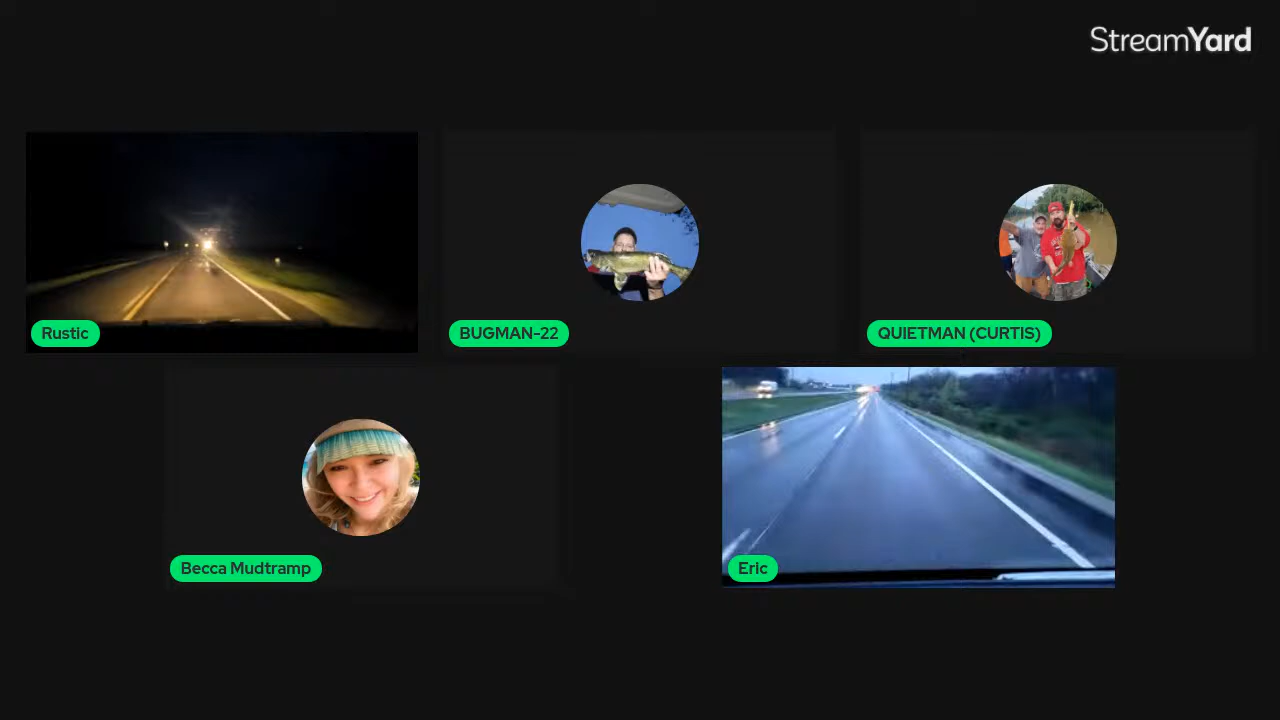 StreamYard
Rustic
BUGMAN-22
QUIETMAN (CURTIS)
Becca Mudtramp
Eric